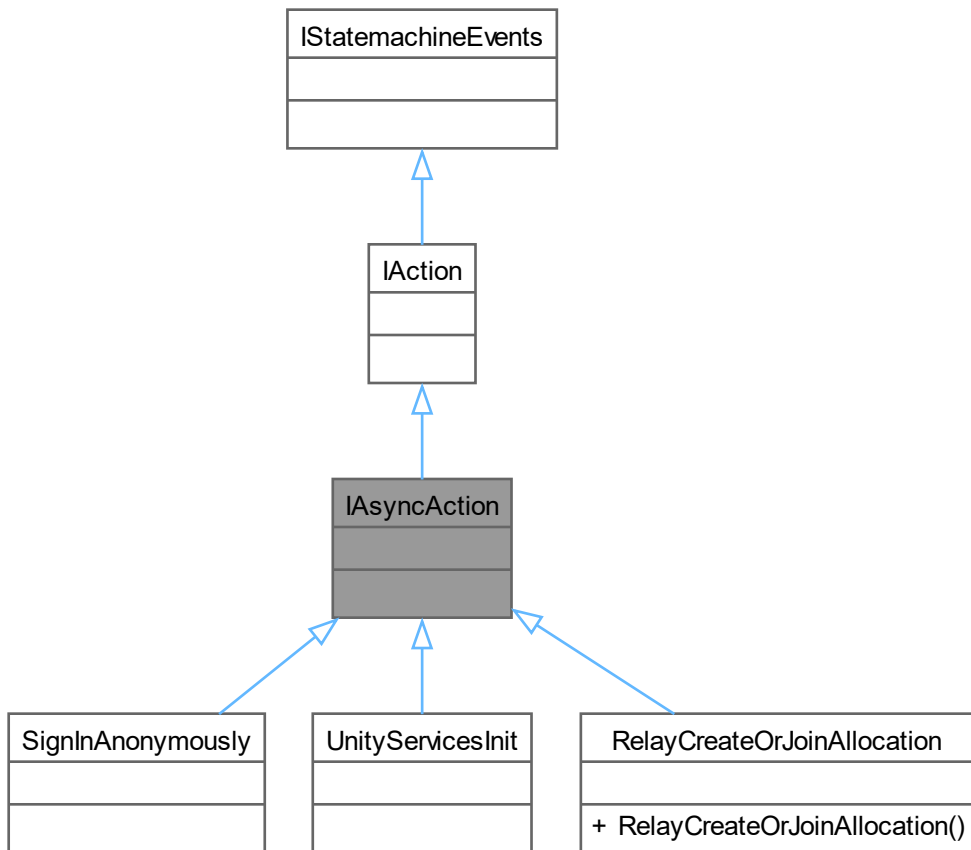 IStatemachineEvents
IAction
IAsyncAction
SignInAnonymously
UnityServicesInit
RelayCreateOrJoinAllocation
+ RelayCreateOrJoinAllocation()